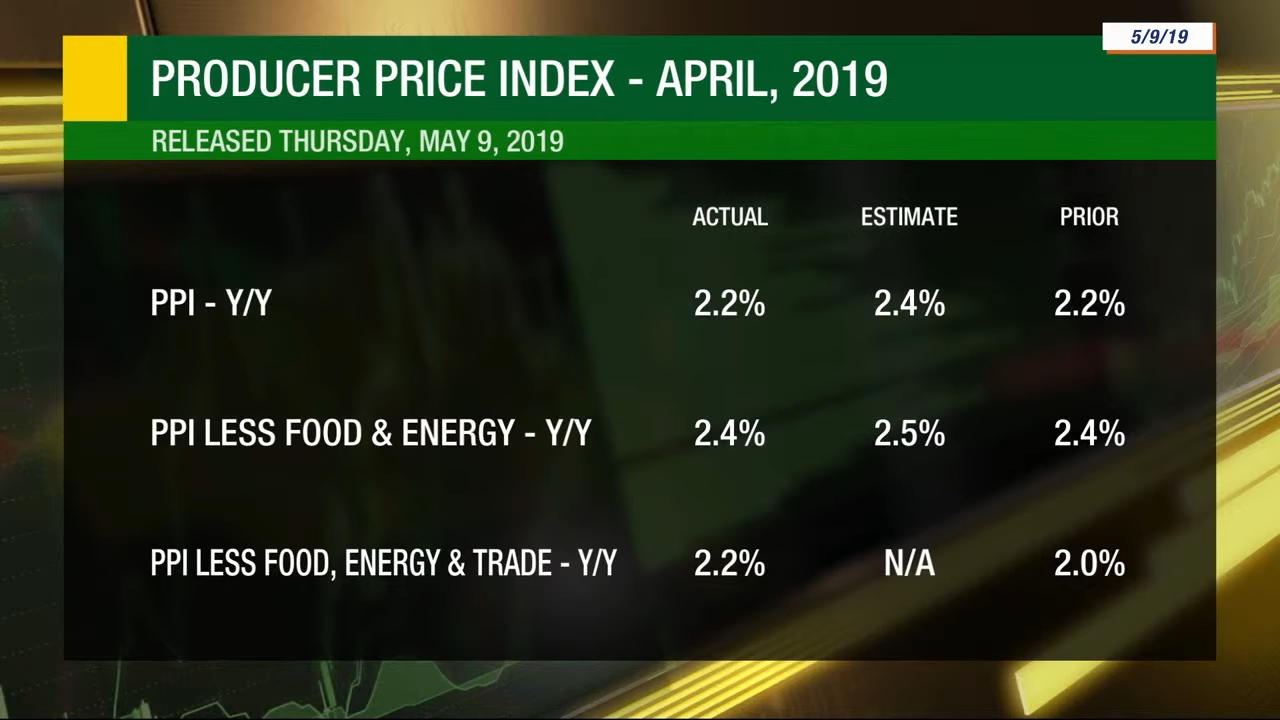 5/9/19
PRODUCER PRICE INDEX - APRIL, 2019
RELEASED THURSDAY, MAY 9, 2019
ACTUAL ESTIMATE PRIOR
PPI - Y/Y 2.2% 2.4% 2.2%
PPI LESS FOOD & ENERGY - Y/Y 2.4% 2.5% 2.4%
PPI LESS FOOD, ENERGY & TRADE - Y/Y 2.2% N/A 2.0%